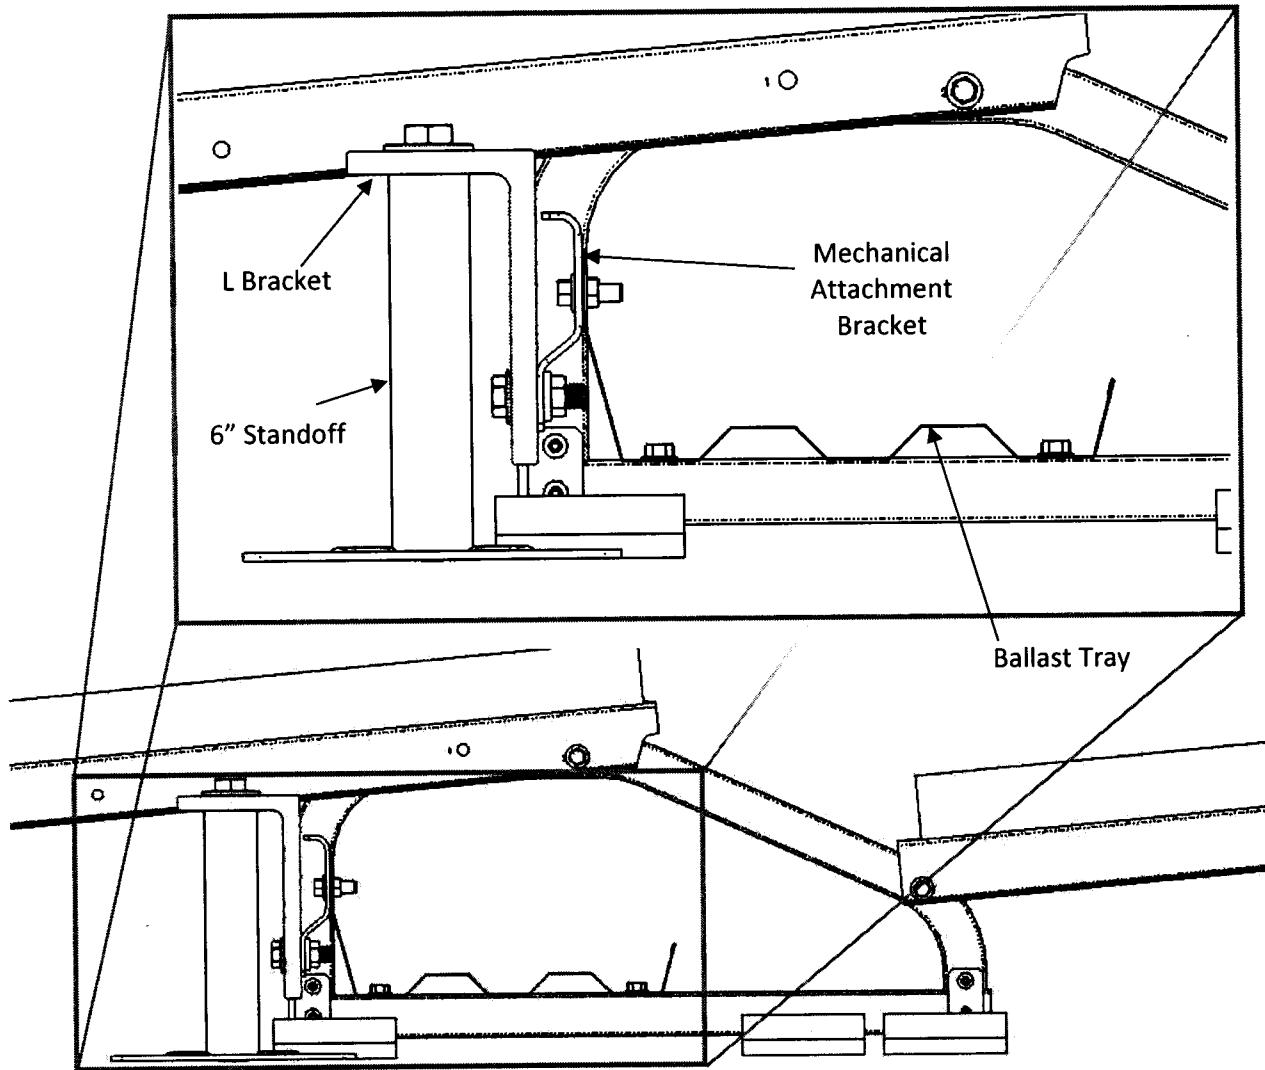 L Bracket
Mechanical
Attachment
Bracket
6” Standoff
Ballast Tray